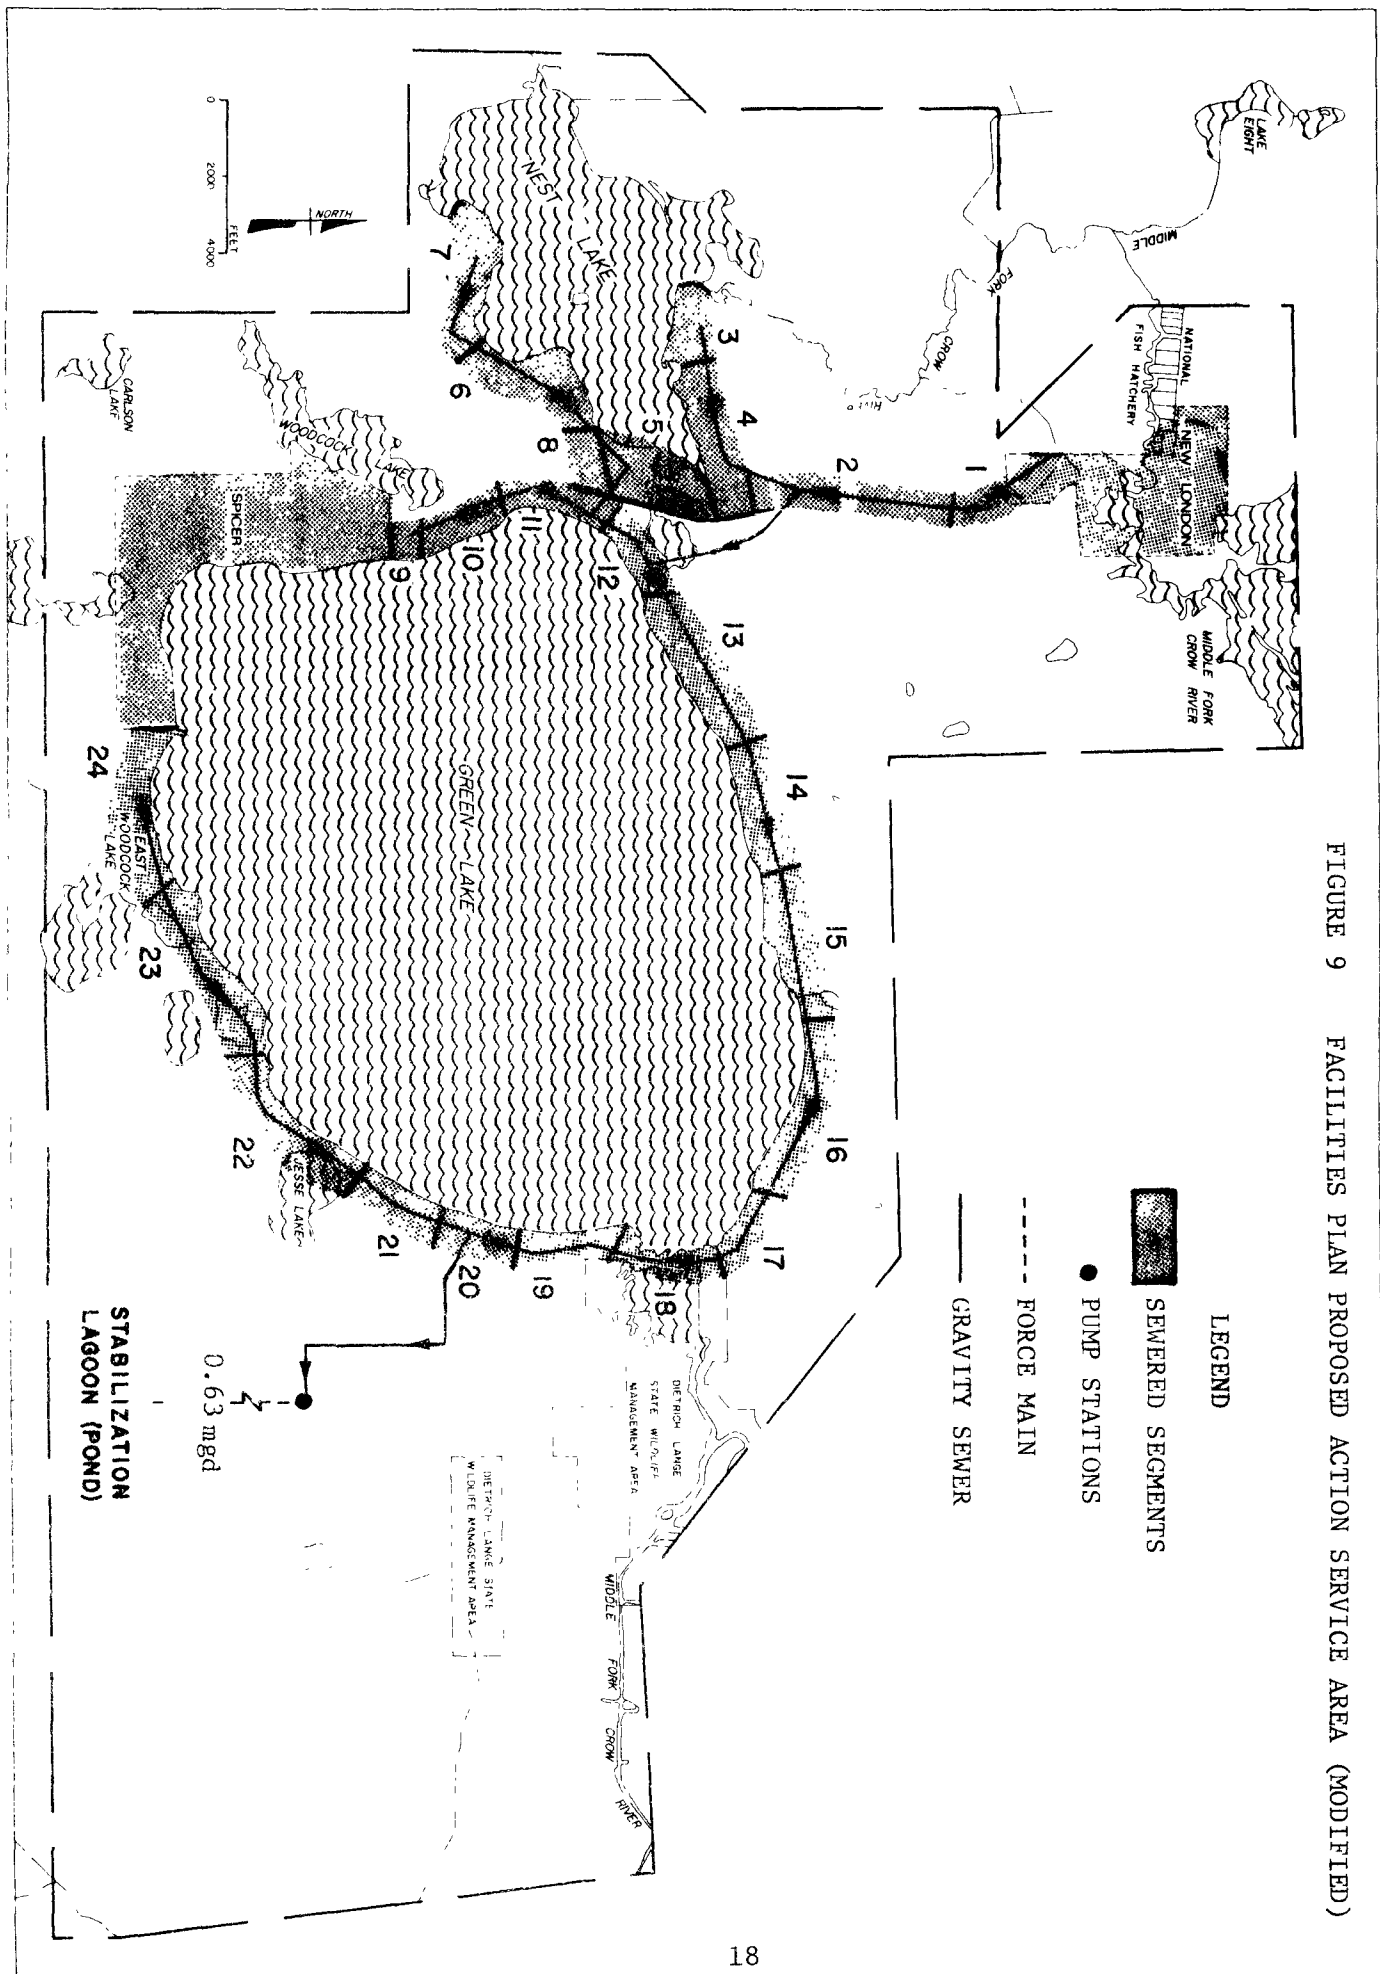 FIGURE 9 FACILITIES PLAN PROPOSED ACTION SERVICE AREA (MODIFIED)
LEGEND
SEWERED SEGMENTS
PUMP STATIONS
FORCE MAIN
GRAVITY SEWER
LAKE
EIGHT
MIDDLE
FORK
CROW
NATIONAL
FISH HATCHERY
NEW LONDON
MIDDLE FORK
CROW RIVER
NEST LAKE
1
2
3
4
5
6
7
8
9
10
11
12
13
14
15
16
17
18
19
20
21
22
23
24
GREEN LAKE
WOODCOCK
LAKE
CARLSON
LAKE
SPICER
EAST
WOODCOCK
LAKE
JESSE LAKE
DIETRICH LANGE
STATE WILDLIFE
MANAGEMENT AREA
DIETRICH LANGE STATE
WILDLIFE MANAGEMENT AREA
MIDDLE FORK CROW RIVER
0.63 mgd
STABILIZATION
LAGOON (POND)
NORTH
0 2000 4000
FEET
18